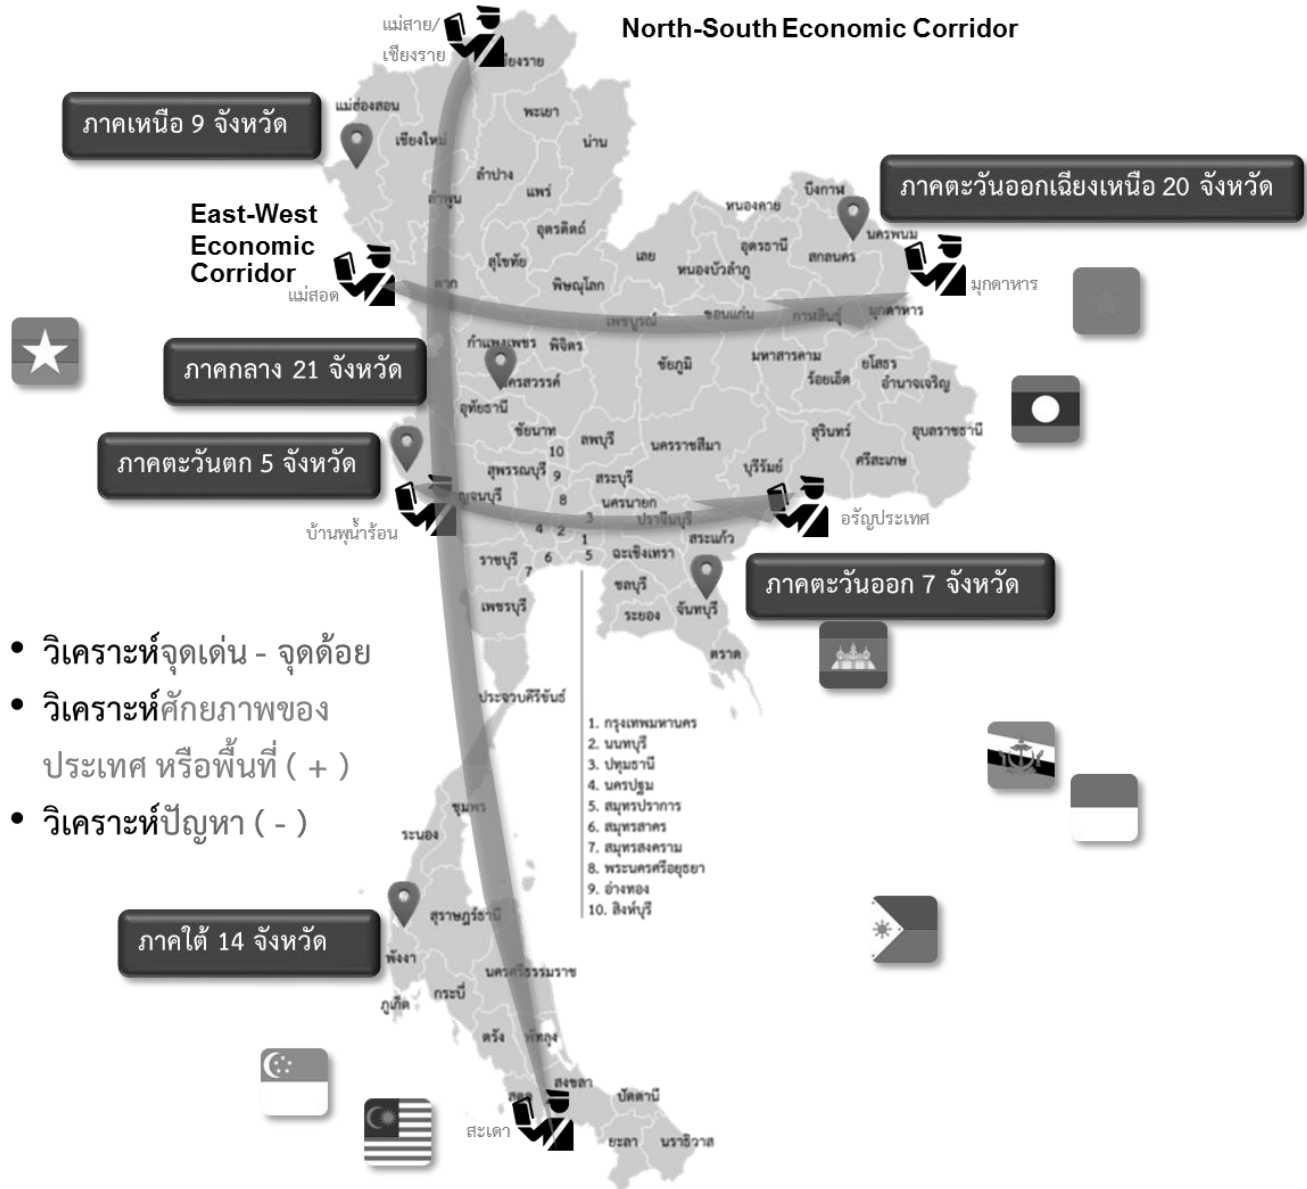 North-South Economic Corridor
แม่สาย/
เชียงราย
เชียงราย
แม่ฮ่องสอน
ภาคเหนือ 9 จังหวัด
พะเยา
เชียงใหม่
น่าน
ลำปาง
แพร่
ลำพูน
บึงกาฬ
ภาคตะวันออกเฉียงเหนือ 20 จังหวัด
หนองคาย
East-West
Economic
Corridor
อุตรดิตถ์
นครพนม
อุดรธานี
เลย
สกลนคร
สุโขทัย
หนองบัวลำภู
ตาก
พิษณุโลก
แม่สอด
มุกดาหาร
เพชรบูรณ์
ขอนแก่น
กาฬสินธุ์
มุกดาหาร
กำแพงเพชร
พิจิตร
ชัยภูมิ
มหาสารคาม
ยโสธร
ภาคกลาง 21 จังหวัด
นครสวรรค์
ร้อยเอ็ด
อำนาจเจริญ
อุทัยธานี
ชัยนาท
ลพบุรี
นครราชสีมา
สุรินทร์
อุบลราชธานี
10
ภาคตะวันตก 5 จังหวัด
สุพรรณบุรี
9
สระบุรี
บุรีรัมย์
ศรีสะเกษ
กาญจนบุรี
8
นครนายก
3
ปราจีนบุรี
อรัญประเทศ
บ้านพุน้ำร้อน
4
2
1
สระแก้ว
ราชบุรี
6
5
ฉะเชิงเทรา
7
ชลบุรี
ภาคตะวันออก 7 จังหวัด
เพชรบุรี
ระยอง
จันทบุรี
ตราด
• วิเคราะห์จุดเด่น - จุดด้อย
• วิเคราะห์ศักยภาพของ
ประเทศ หรือพื้นที่ ( + )
• วิเคราะห์ปัญหา ( - )
ประจวบคีรีขันธ์
1. กรุงเทพมหานคร
2. นนทบุรี
3. ปทุมธานี
4. นครปฐม
5. สมุทรปราการ
6. สมุทรสาคร
7. สมุทรสงคราม
8. พระนครศรีอยุธยา
9. อ่างทอง
10. สิงห์บุรี
ชุมพร
ระนอง
สุราษฎร์ธานี
ภาคใต้ 14 จังหวัด
พังงา
นครศรีธรรมราช
กระบี่
ภูเก็ต
ตรัง
พัทลุง
สงขลา
สตูล
ปัตตานี
สะเดา
ยะลา
นราธิวาส